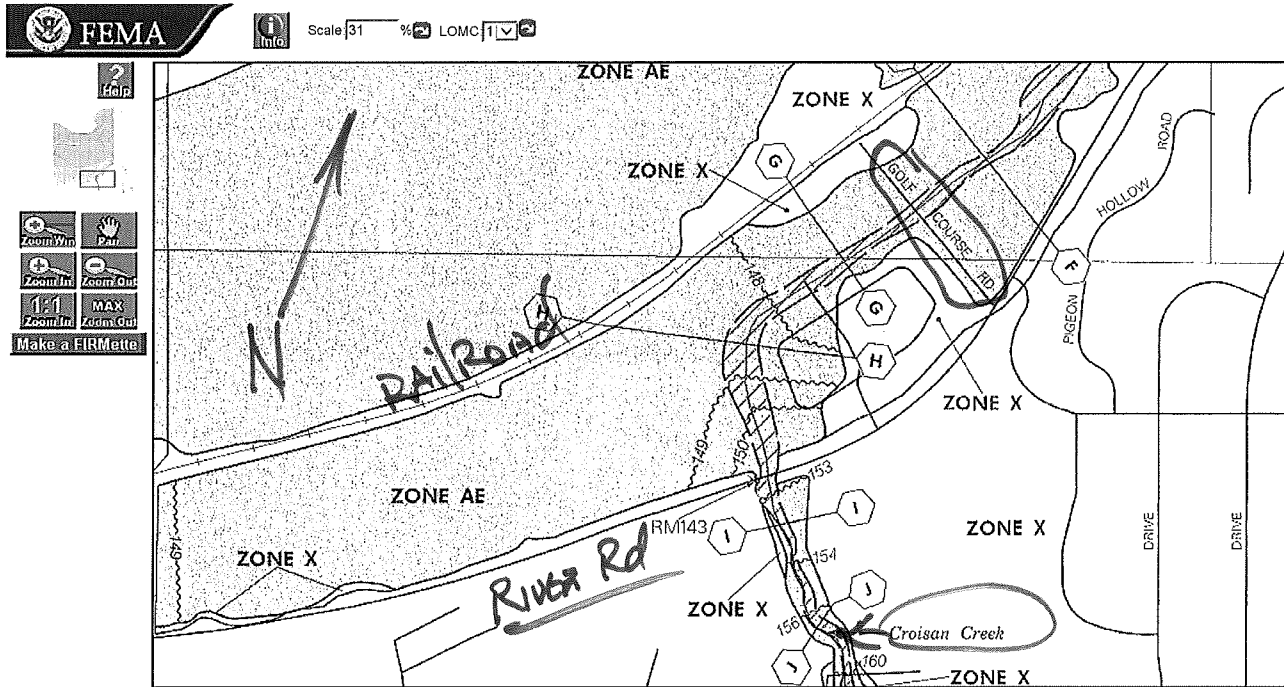 FEMA
Info
Scale 31 % LOMC 1
Help
ZoomWin Pan
Zoom In Zoom Out
1:1 MAX
Zoom In Zoom Out
Make a FIRMette
ZONE AE
ZONE X
ZONE X
G
GOLF COURSE RD.
HOLLOW ROAD
PIGEON
F
148
G
H
H
N
RAilROAD
ZONE X
149
150
153
ZONE AE
RM143
I
I
ZONE X
DRIVE
DRIVE
149
ZONE X
154
RivER Rd
J
ZONE X
156
Croisan Creek
J
160
ZONE X